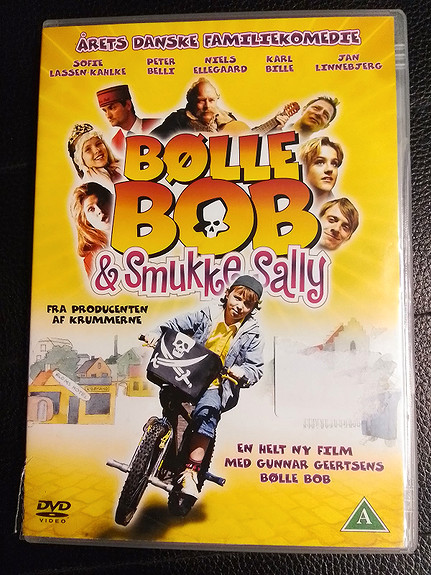 ÅRETS DANSKE FAMILIEKOMEDIE
SOFIE LASSEN-KAHLKE
PETER BELLI
NIELS ELLEGAARD
KARL BILLE
JAN LINNEBJERG
BØLLE
BOB
& Smukke Sally
FRA PRODUCENTEN
AF KRUMMERNE
EN HELT NY FILM
MED GUNNAR GEERTSENS
BØLLE BOB
DVD
VIDEO
A